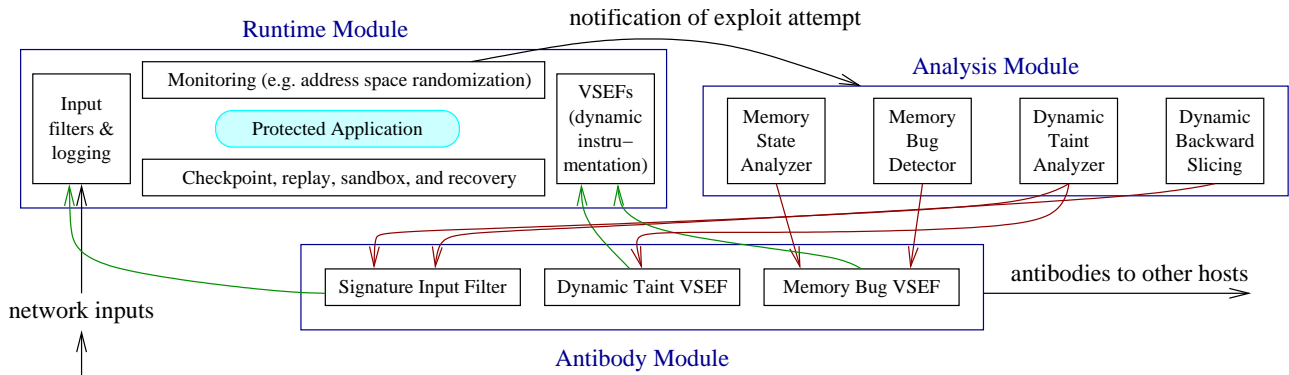 notification of exploit attempt
Runtime Module
Monitoring (e.g. address space randomization)
Input
filters &
logging
Protected Application
VSEFs
(dynamic
instru−
mentation)
Checkpoint, replay, sandbox, and recovery
Analysis Module
Memory
State
Analyzer
Memory
Bug
Detector
Dynamic
Taint
Analyzer
Dynamic
Backward
Slicing
Signature Input Filter
Dynamic Taint VSEF
Memory Bug VSEF
antibodies to other hosts
network inputs
Antibody Module